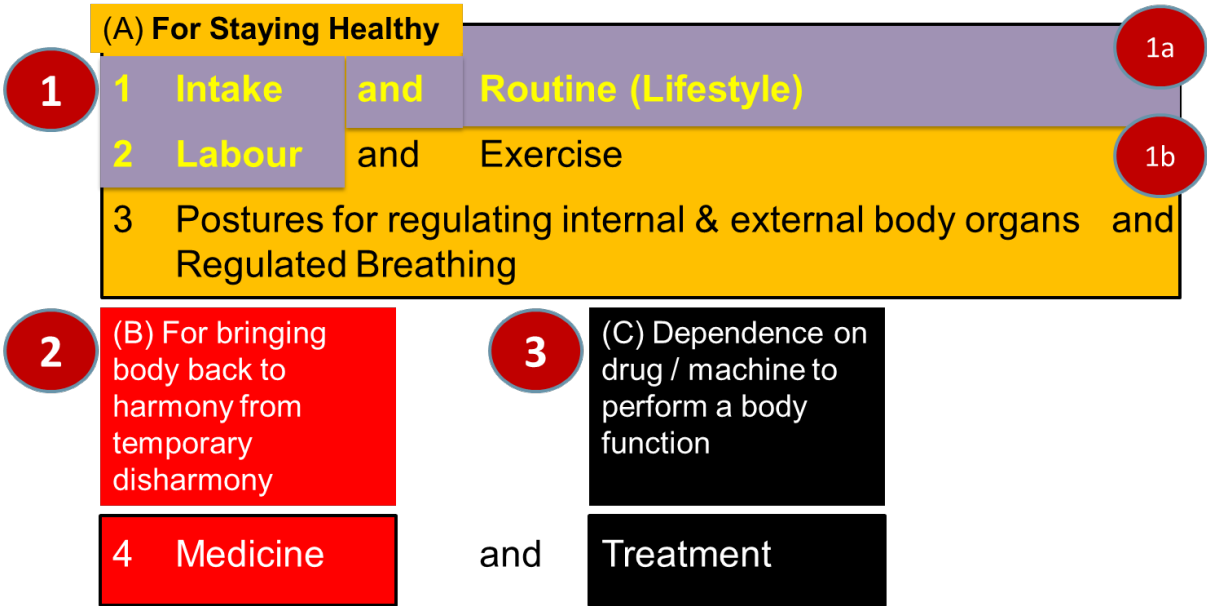 (A) For Staying Healthy
1a
1
1 Intake and Routine (Lifestyle)
2 Labour and Exercise
1b
3 Postures for regulating internal & external body organs and
Regulated Breathing
2
(B) For bringing
body back to
harmony from
temporary
disharmony
3
(C) Dependence on
drug / machine to
perform a body
function
4 Medicine and Treatment